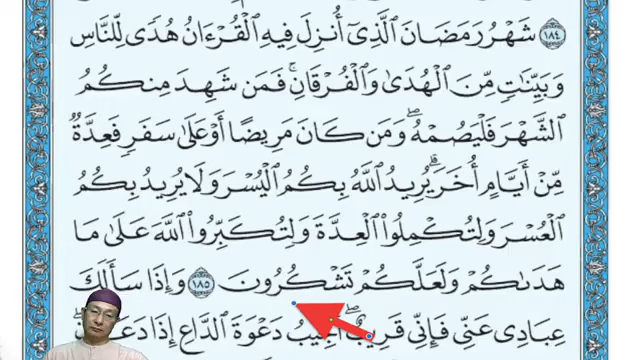 ١٨٤ شَهْرُ رَمَضَانَ ٱلَّذِىٓ أُنزِلَ فِيهِ ٱلْقُرْءَانُ هُدًى لِّلنَّاسِ
وَبَيِّنَٰتٍ مِّنَ ٱلْهُدَىٰ وَٱلْفُرْقَانِۚ فَمَن شَهِدَ مِنكُمُ
ٱلشَّهْرَ فَلْيَصُمْهُۖ وَمَن كَانَ مَرِيضًا أَوْ عَلَىٰ سَفَرٍ فَعِدَّةٌ
مِّنْ أَيَّامٍ أُخَرَۗ يُرِيدُ ٱللَّهُ بِكُمُ ٱلْيُسْرَ وَلَا يُرِيدُ بِكُمُ
ٱلْعُسْرَ وَلِتُكْمِلُوا۟ ٱلْعِدَّةَ وَلِتُكَبِّرُوا۟ ٱللَّهَ عَلَىٰ مَا
هَدَىٰكُمْ وَلَعَلَّكُمْ تَشْكُرُونَ ١٨٥ وَإِذَا سَأَلَكَ
عِبَادِى عَنِّى فَإِنِّى قَرِيبٌۖ أُجِيبُ دَعْوَةَ ٱلدَّاعِ إِذَا دَعَانِۖ